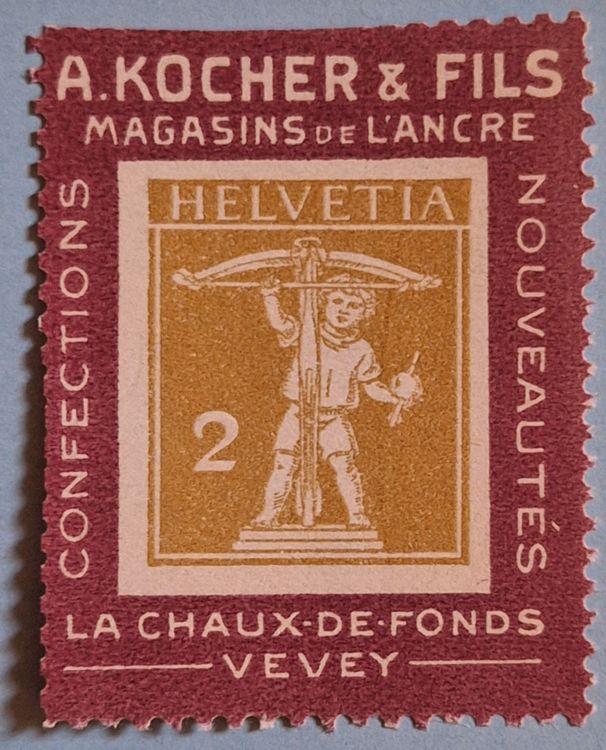 A. KOCHER & FILS
MAGASINS DE L'ANCRE
CONFECTIONS
HELVETIA
2
NOUVEAUTÉS
LA CHAUX-DE-FONDS
VEVEY